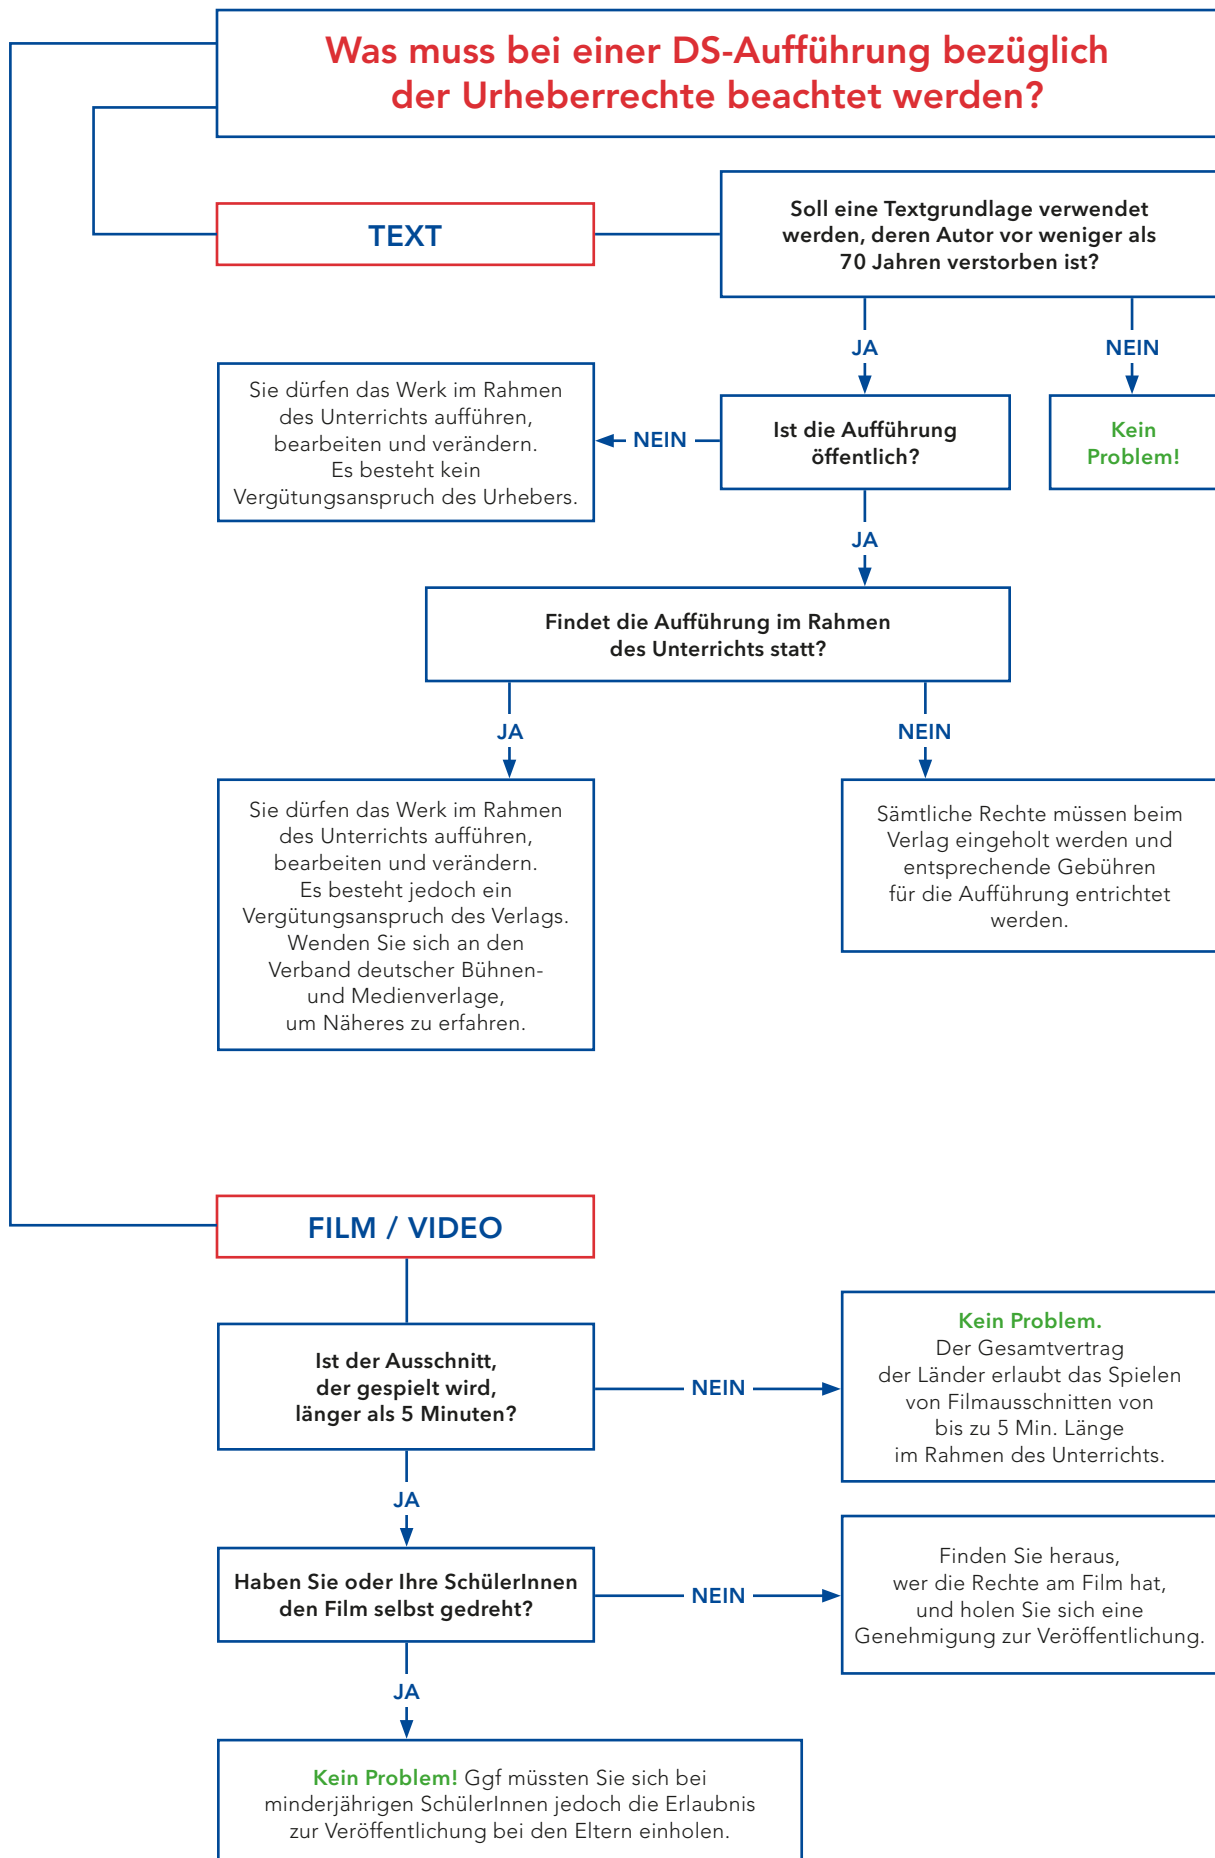 Was muss bei einer DS-Aufführung bezüglich
der Urheberrechte beachtet werden?
TEXT
Soll eine Textgrundlage verwendet
werden, deren Autor vor weniger als
70 Jahren verstorben ist?
JA
NEIN
Sie dürfen das Werk im Rahmen
des Unterrichts aufführen,
bearbeiten und verändern.
Es besteht kein
Vergütungsanspruch des Urhebers.
NEIN
Ist die Aufführung
öffentlich?
Kein
Problem!
JA
Findet die Aufführung im Rahmen
des Unterrichts statt?
JA
NEIN
Sie dürfen das Werk im Rahmen
des Unterrichts aufführen,
bearbeiten und verändern.
Es besteht jedoch ein
Vergütungsanspruch des Verlags.
Wenden Sie sich an den
Verband deutscher Bühnen-
und Medienverlage,
um Näheres zu erfahren.
Sämtliche Rechte müssen beim
Verlag eingeholt werden und
entsprechende Gebühren
für die Aufführung entrichtet
werden.
FILM / VIDEO
Ist der Ausschnitt,
der gespielt wird,
länger als 5 Minuten?
NEIN
Kein Problem.
Der Gesamtvertrag
der Länder erlaubt das Spielen
von Filmausschnitten von
bis zu 5 Min. Länge
im Rahmen des Unterrichts.
JA
Haben Sie oder Ihre SchülerInnen
den Film selbst gedreht?
NEIN
Finden Sie heraus,
wer die Rechte am Film hat,
und holen Sie sich eine
Genehmigung zur Veröffentlichung.
JA
Kein Problem! Ggf müssten Sie sich bei
minderjährigen SchülerInnen jedoch die Erlaubnis
zur Veröffentlichung bei den Eltern einholen.